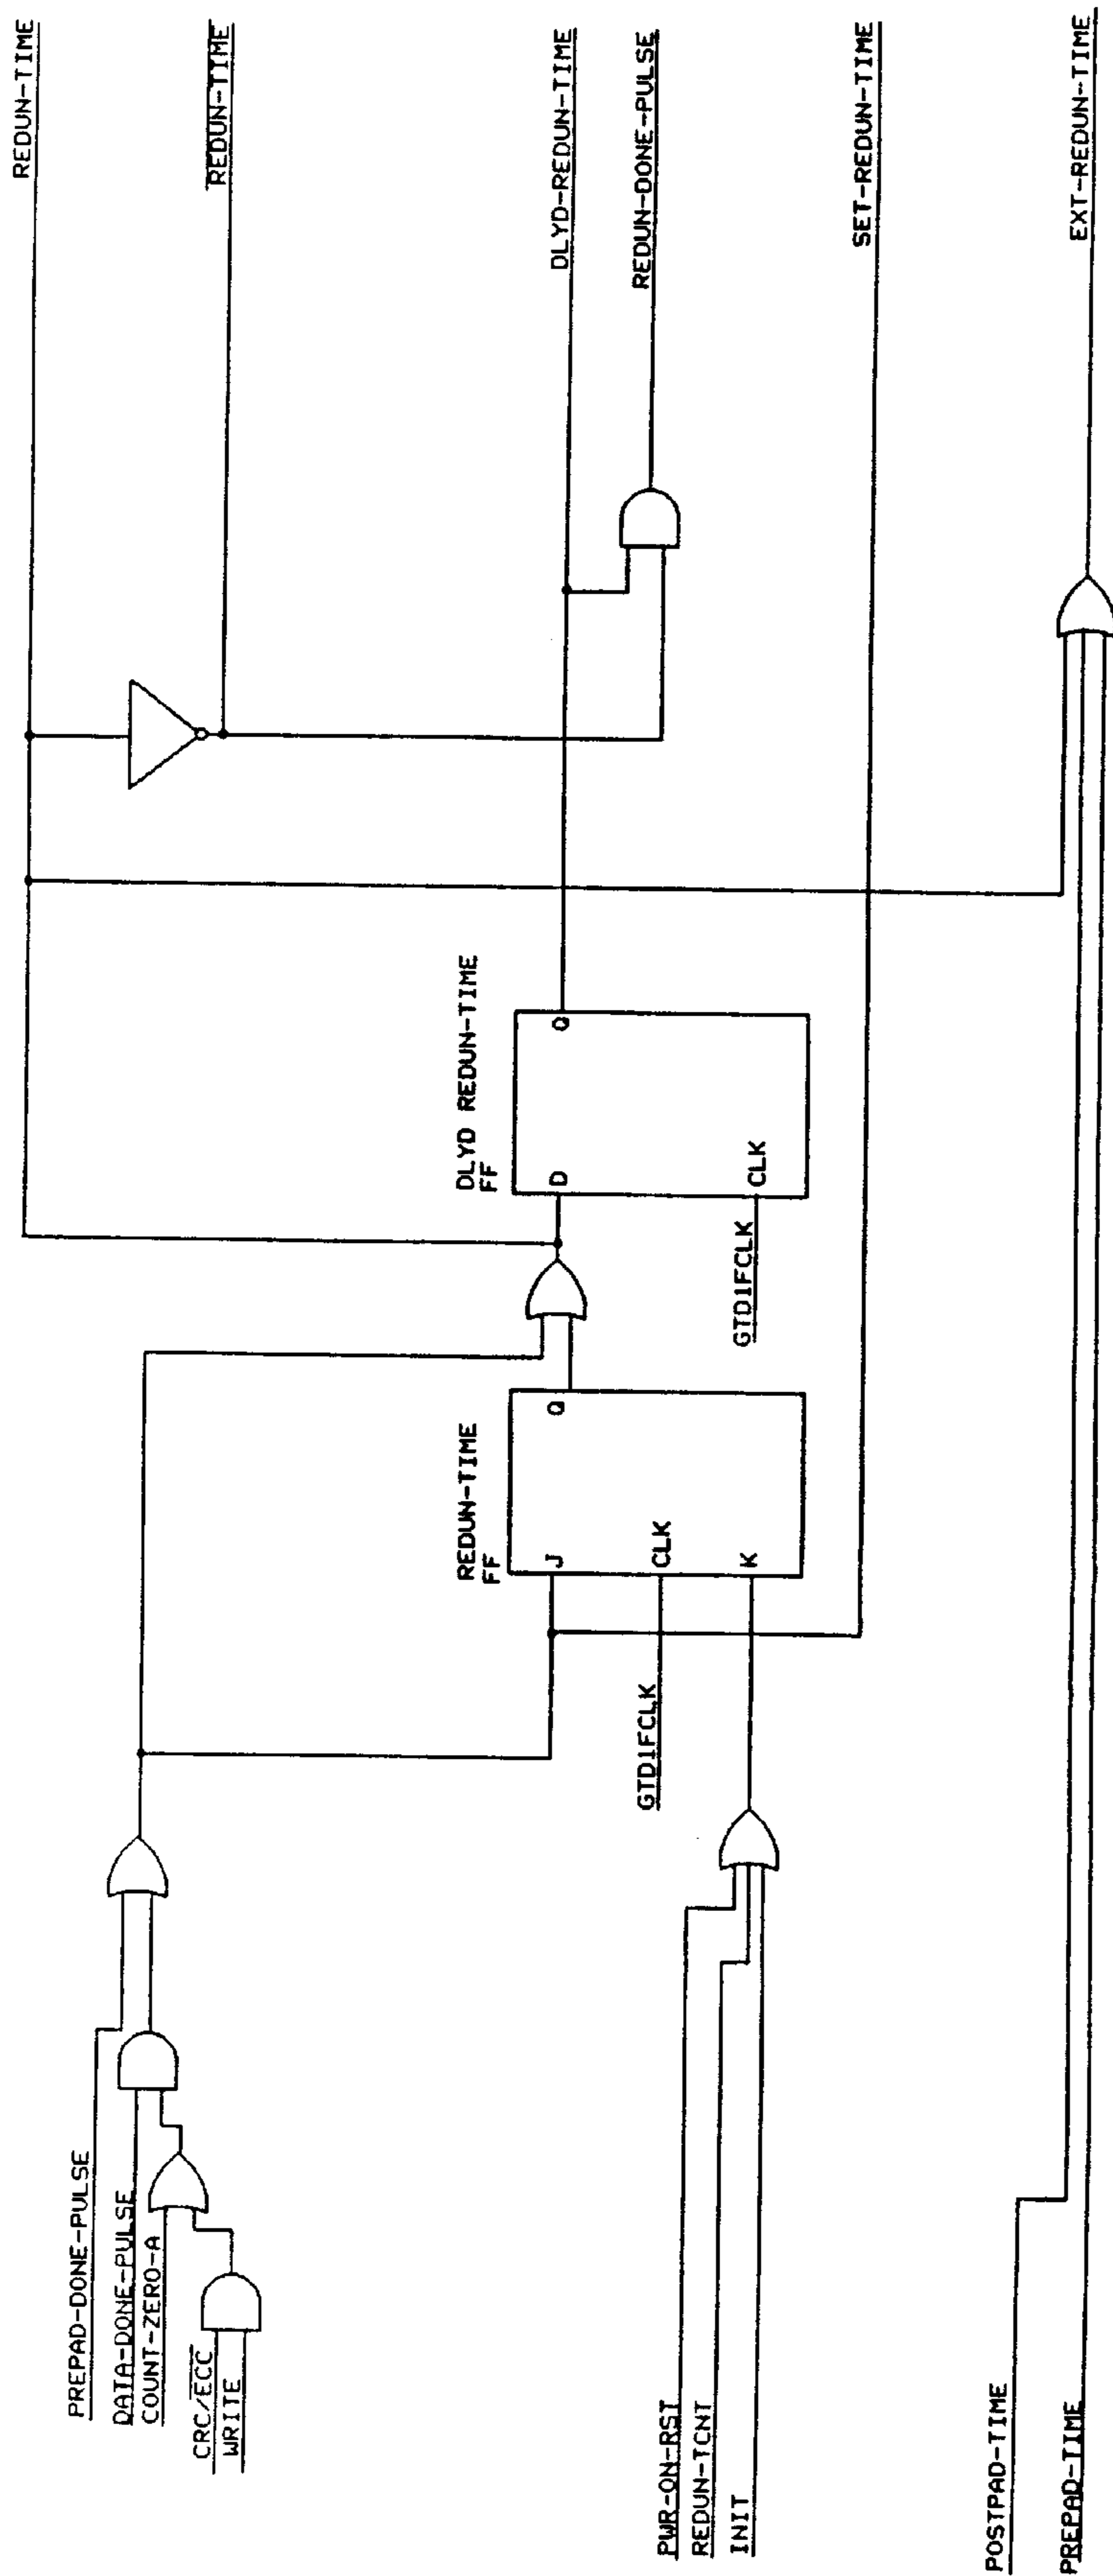 PREPAD-DONE-PULSE
DATA-DONE-PULSE
COUNT-ZERO-A
CRC/ECC
WRITE
PWR-ON-RST
REDUN-TCNT
INIT
POSTPAD-TIME
PREPAD-TIME
REDUN-TIME
FF
J
CLK
K
Q
GTD1FCLK
DLYD REDUN-TIME
FF
D
CLK
Q
GTD1FCLK
REDUN-TIME
REDUN-TIME
DLYD-REDUN-TIME
REDUN-DONE-PULSE
SET-REDUN-TIME
EXT-REDUN-TIME